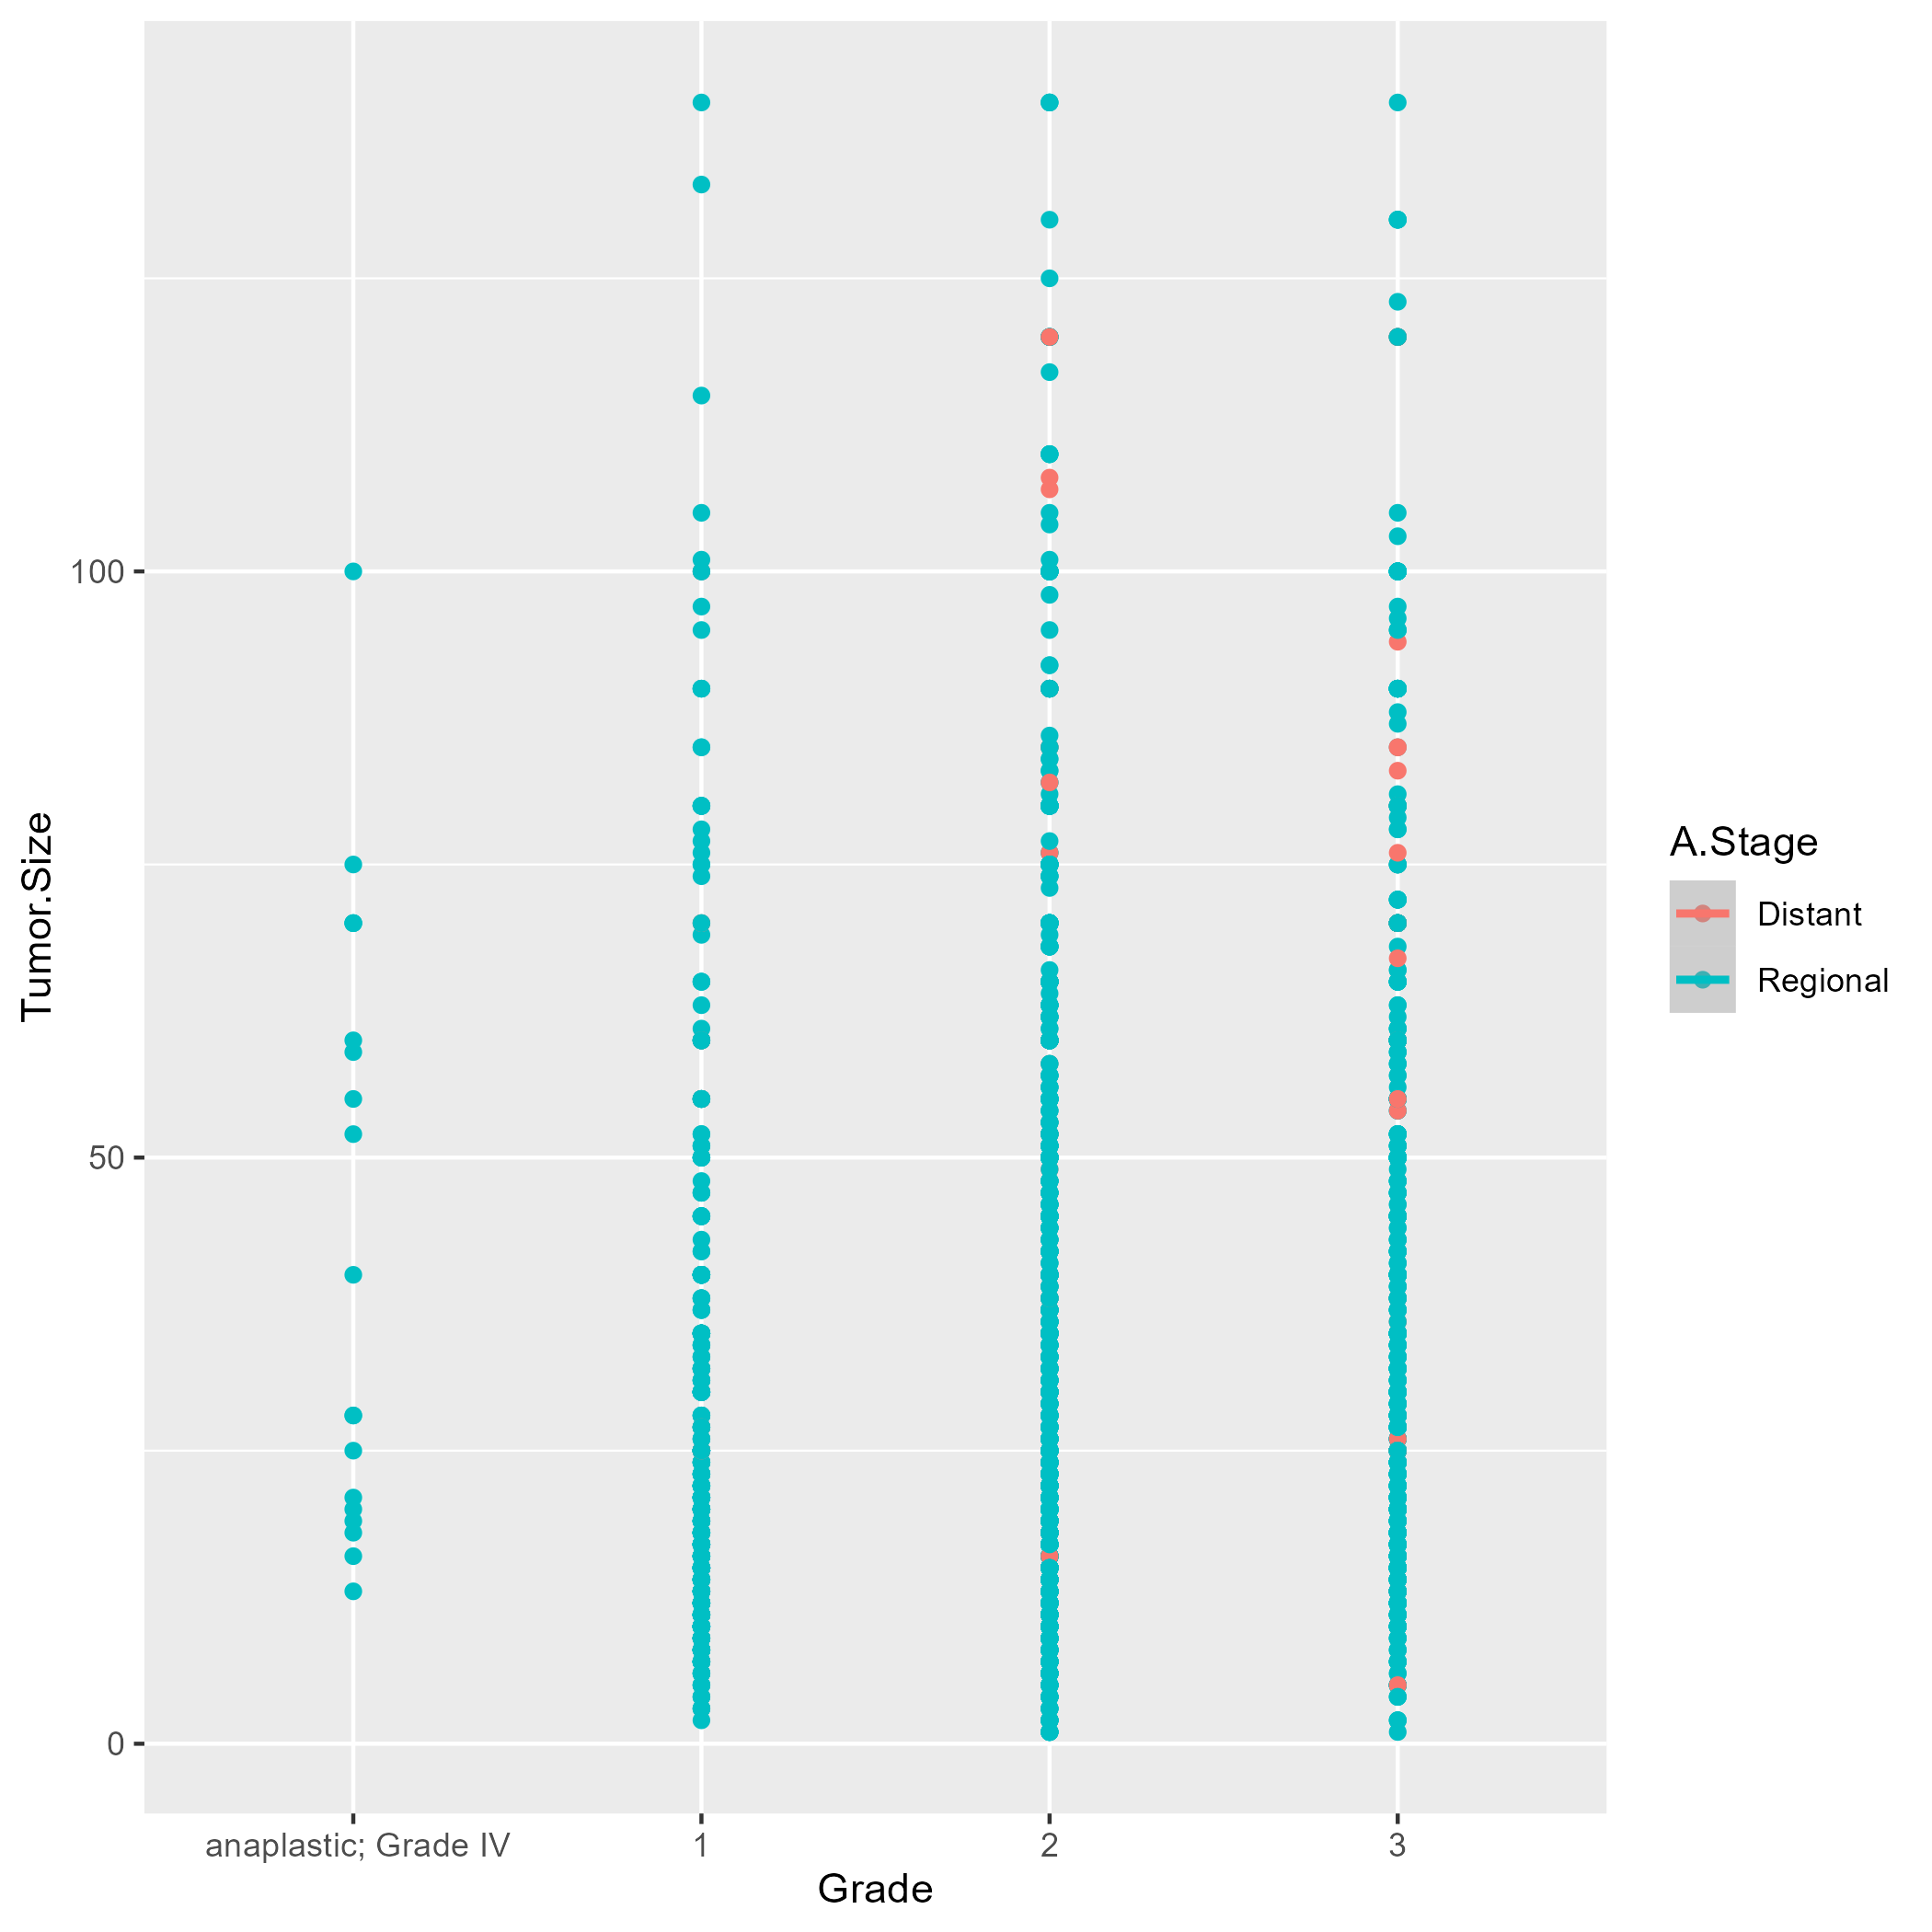 Tumor.Size
100
50
0
anaplastic; Grade IV
1
2
3
Grade
A.Stage
Distant
Regional